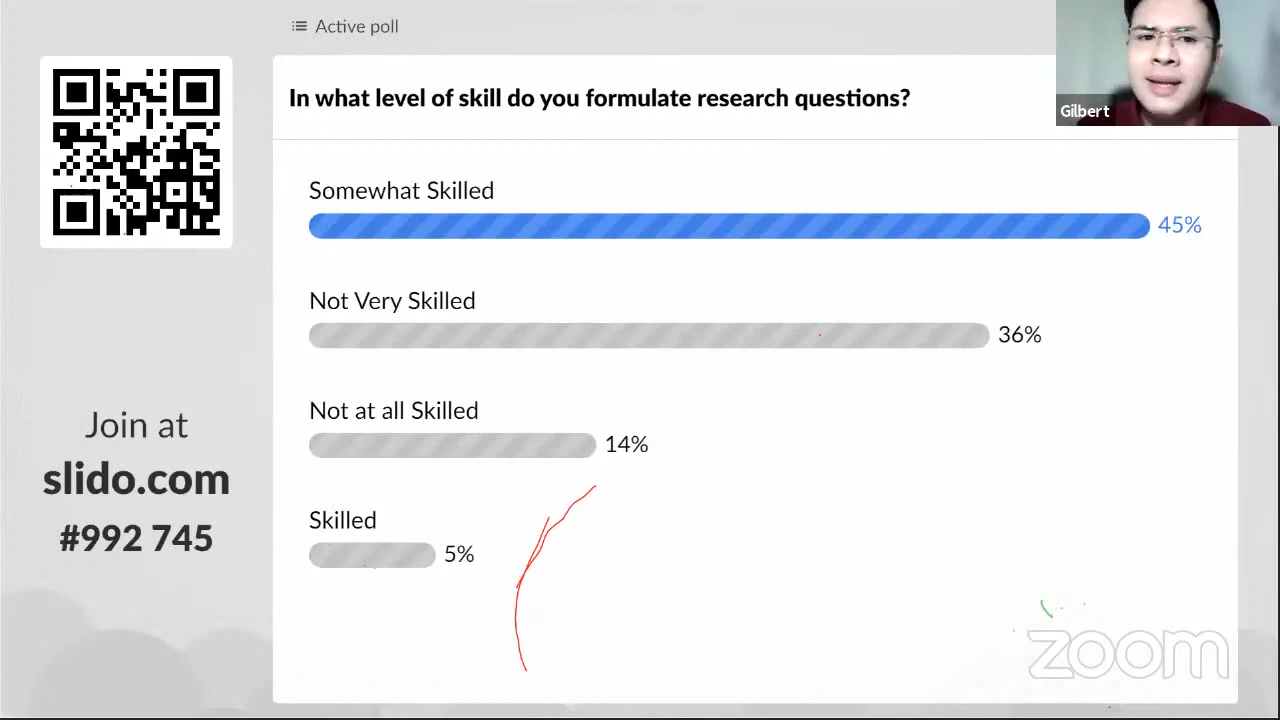 Active poll
In what level of skill do you formulate research questions?
Gilbert
Somewhat Skilled
45%
Not Very Skilled
36%
Not at all Skilled
14%
Skilled
5%
Join at
slido.com
#992 745
zoom